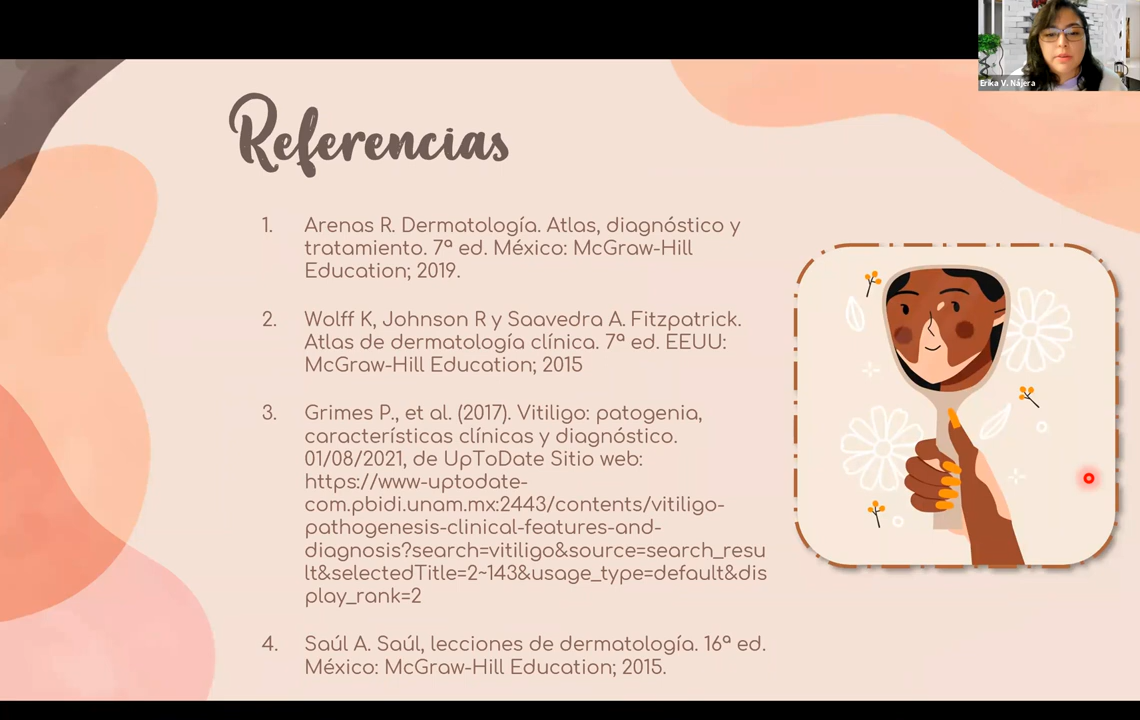 Erika V. Nájera
Referencias
1. Arenas R. Dermatología. Atlas, diagnóstico y
tratamiento. 7ª ed. México: McGraw-Hill
Education; 2019.
2. Wolff K, Johnson R y Saavedra A. Fitzpatrick.
Atlas de dermatología clínica. 7ª ed. EEUU:
McGraw-Hill Education; 2015
3. Grimes P., et al. (2017). Vitiligo: patogenia,
características clínicas y diagnóstico.
01/08/2021, de UpToDate Sitio web:
https://www-uptodate-
com.pbidi.unam.mx:2443/contents/vitiligo-
pathogenesis-clinical-features-and-
diagnosis?search=vitiligo&source=search_resu
lt&selectedTitle=2~143&usage_type=default&dis
play_rank=2
4. Saúl A. Saúl, lecciones de dermatología. 16ª ed.
México: McGraw-Hill Education; 2015.